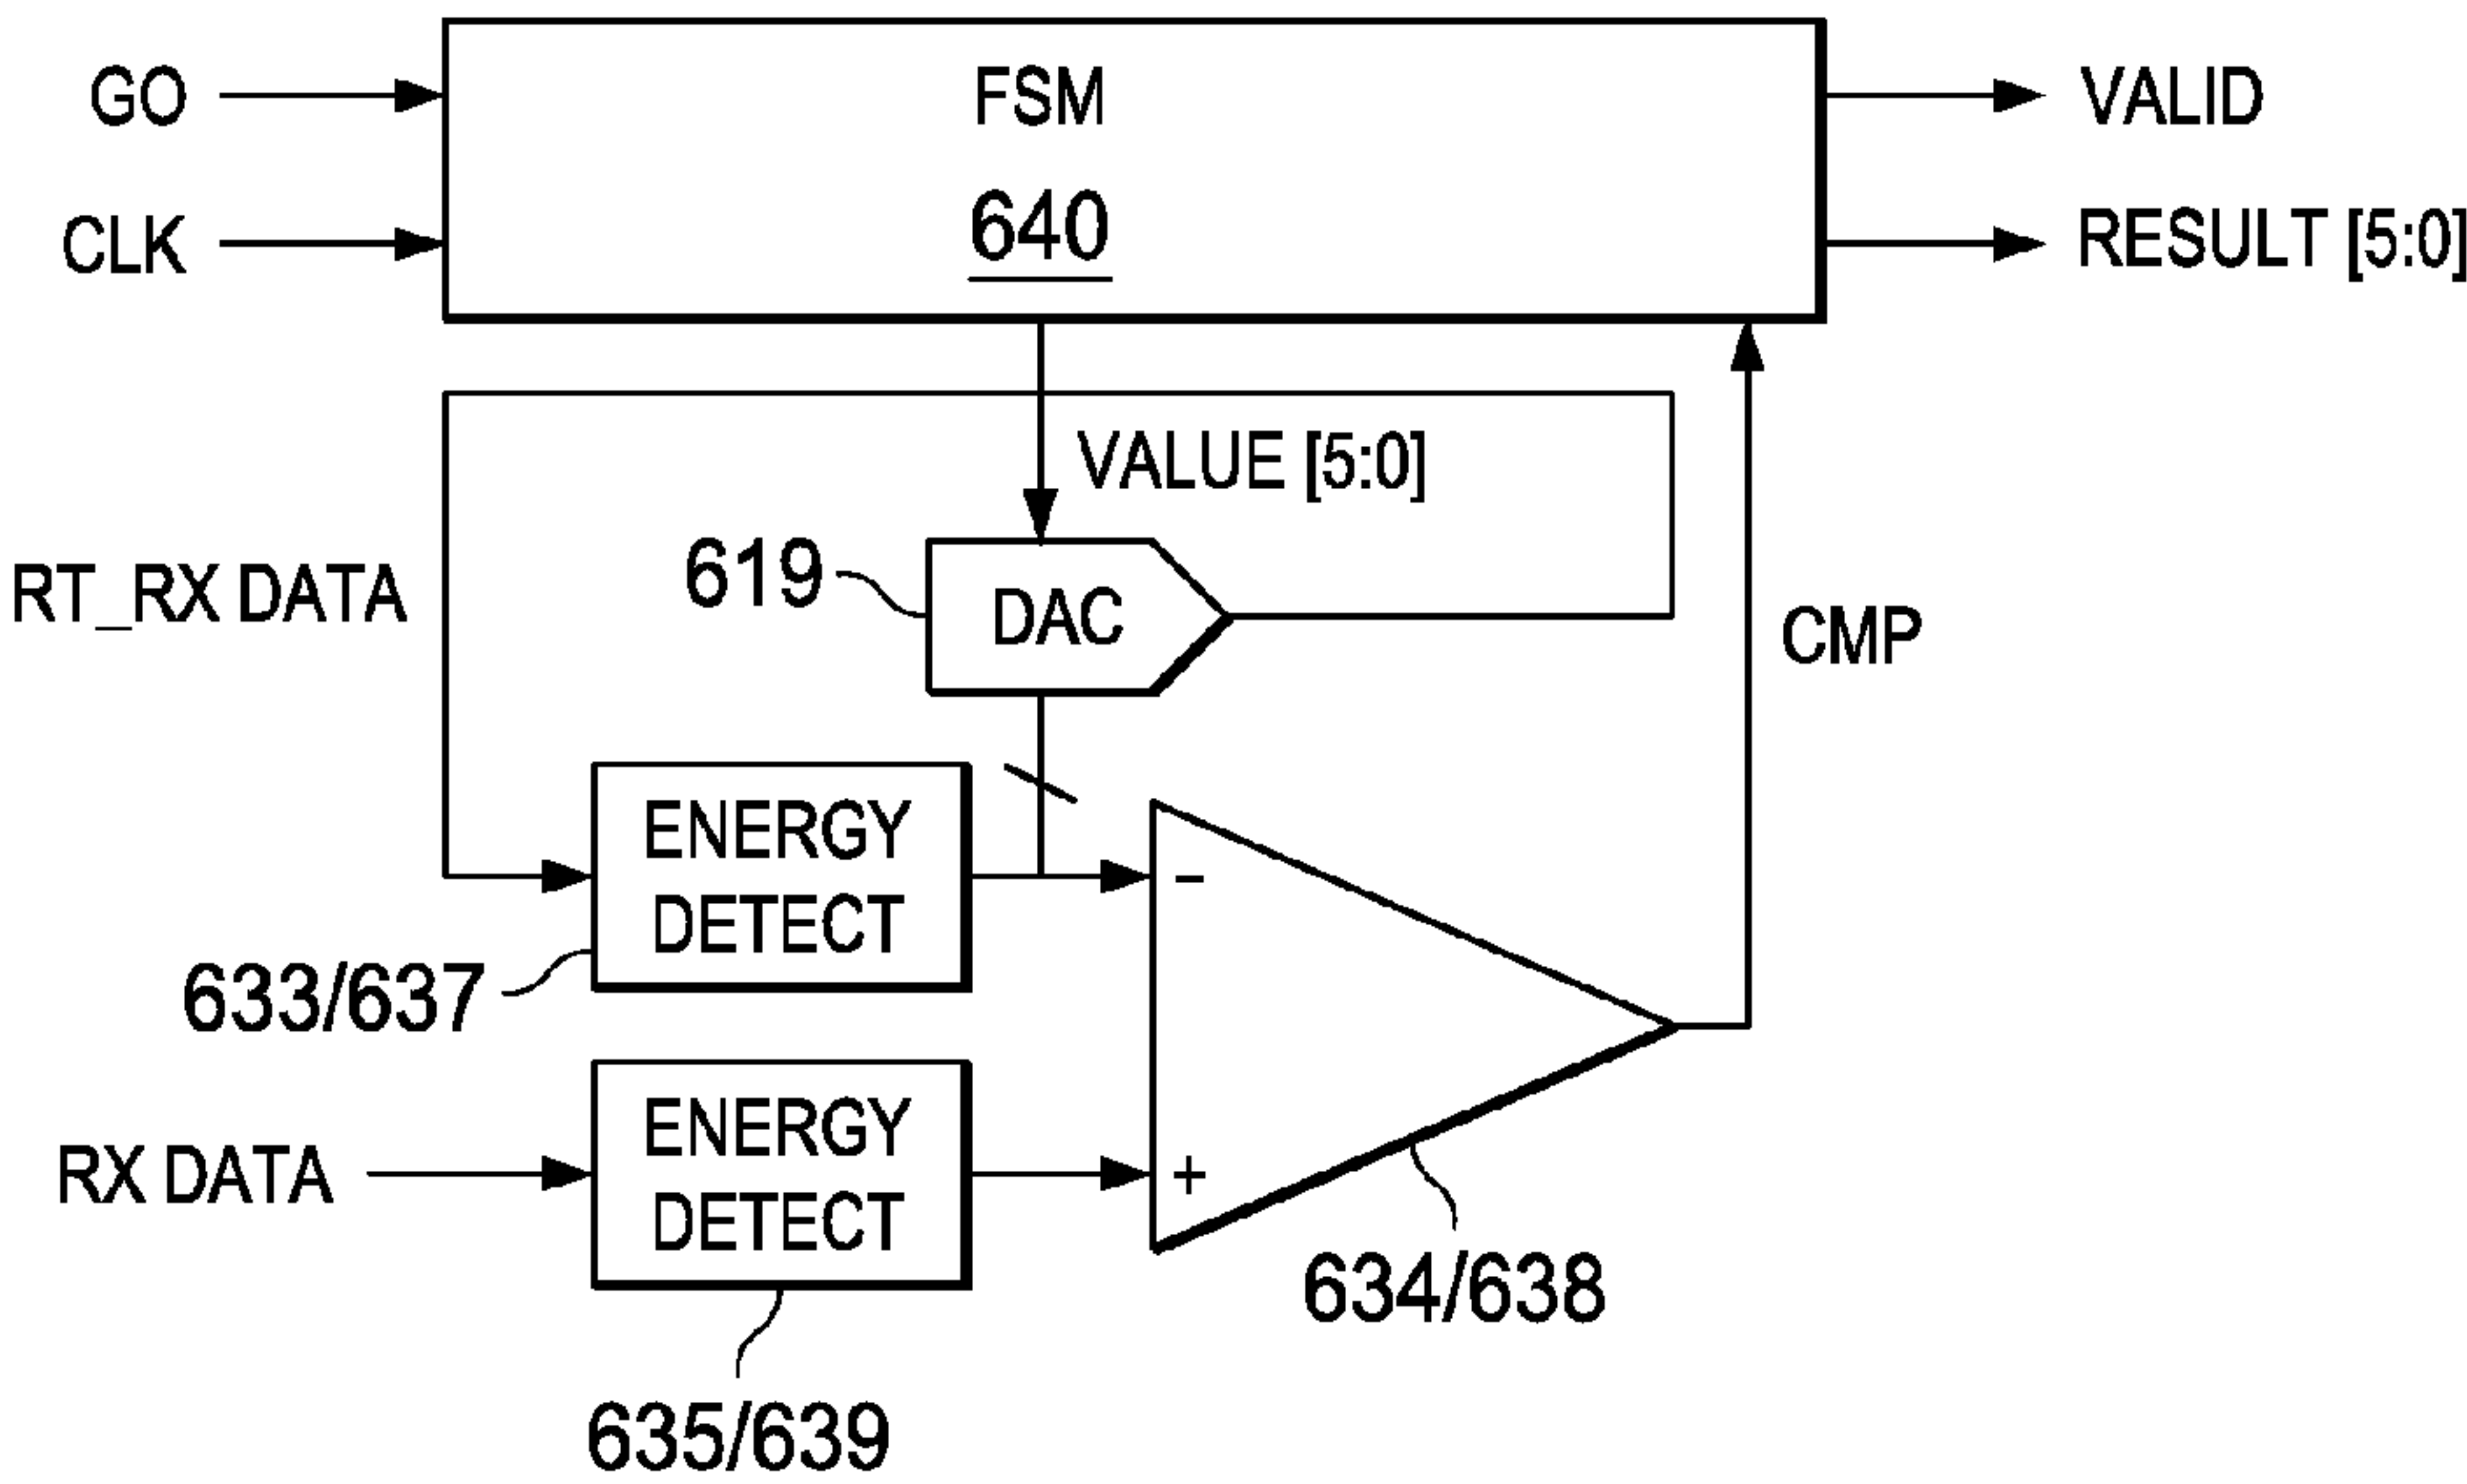 GO
FSM
VALID
CLK
640
RESULT [5:0]
VALUE [5:0]
619
RT_RX DATA
DAC
CMP
ENERGY
DETECT
-
633/637
ENERGY
DETECT
RX DATA
+
634/638
635/639